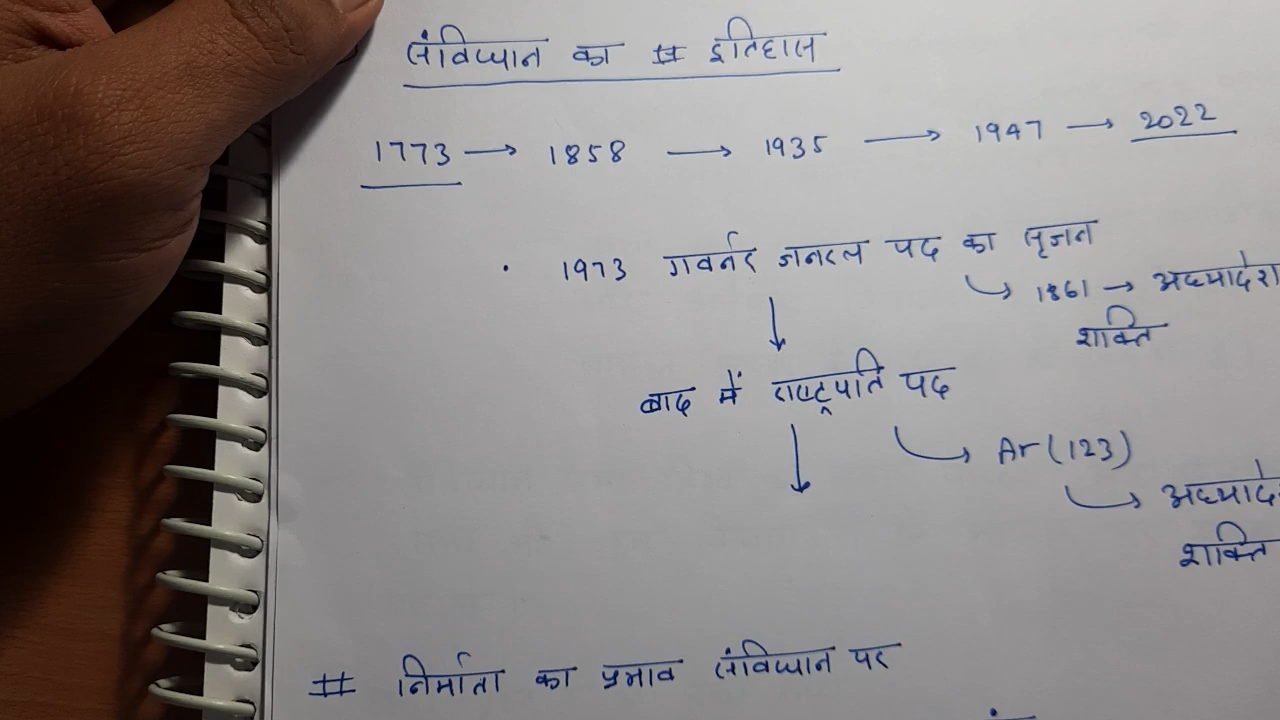 संविधान का # इतिहास
1773 → 1858 → 1935 → 1947 → 2022
• 1973 गवर्नर जनरल पद का सृजन
↳ 1861 → अध्यादेश
शक्ति
↓
बाद में राष्ट्रपति पद
↓ ↳ Ar(123)
↳ अध्यादे
शक्ति
# निर्माता का प्रभाव संविधान पर